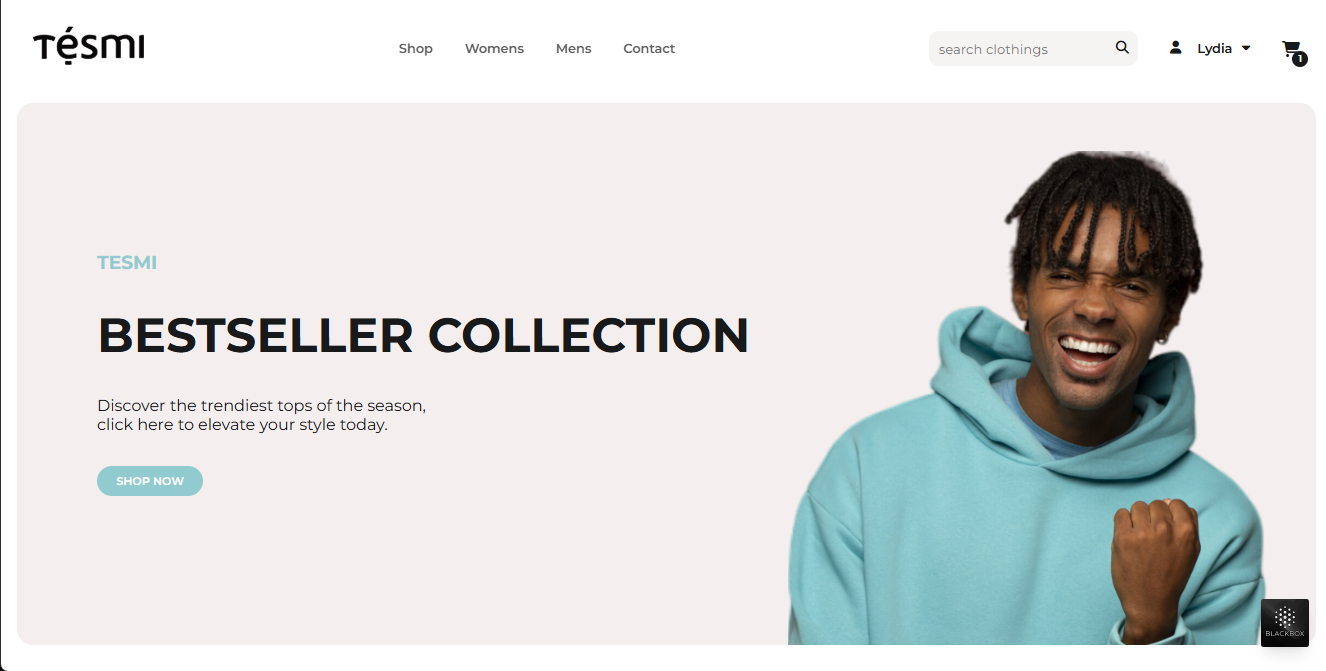 Tésmi
Shop
Womens
Mens
Contact
search clothings
Lydia
1
TESMI
BESTSELLER COLLECTION
Discover the trendiest tops of the season,
click here to elevate your style today.
SHOP NOW
BLACKBOX